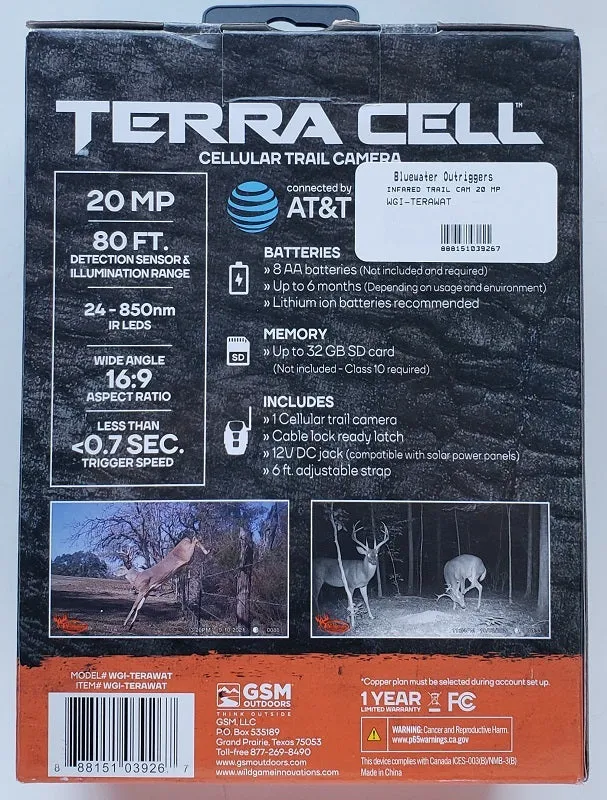 TERRA CELL™
CELLULAR TRAIL CAMERA
20 MP
80 FT.
DETECTION SENSOR &
ILLUMINATION RANGE
24 - 850nm
IR LEDS
WIDE ANGLE
16:9
ASPECT RATIO
LESS THAN
<0.7 SEC.
TRIGGER SPEED
connected by
AT&T
Bluewater Outriggers
INFARED TRAIL CAM 20 MP
WGI-TERAWAT
888151039267
BATTERIES
» 8 AA batteries (Not included and required)
» Up to 6 months (Depending on usage and environment)
» Lithium ion batteries recommended
SD
MEMORY
» Up to 32 GB SD card
(Not included - Class 10 required)
INCLUDES
» 1 Cellular trail camera
» Cable lock ready latch
» 12V DC jack (compatible with solar power panels)
» 6 ft. adjustable strap
MODEL# WGI-TERAWAT
ITEM# WGI-TERAWAT
8 88151 03926 7
GSM
OUTDOORS
THINK OUTSIDE
GSM, LLC
P.O. Box 535189
Grand Prairie, Texas 75053
Toll-free 877-269-8490
www.gsmoutdoors.com
www.wildgameinnovations.com
*Copper plan must be selected during account set up.
1 YEAR
LIMITED WARRANTY
FC
WARNING: Cancer and Reproductive Harm.
www.p65warnings.ca.gov
This device complies with Canada ICES-003(B)/NMB-3(B)
Made in China